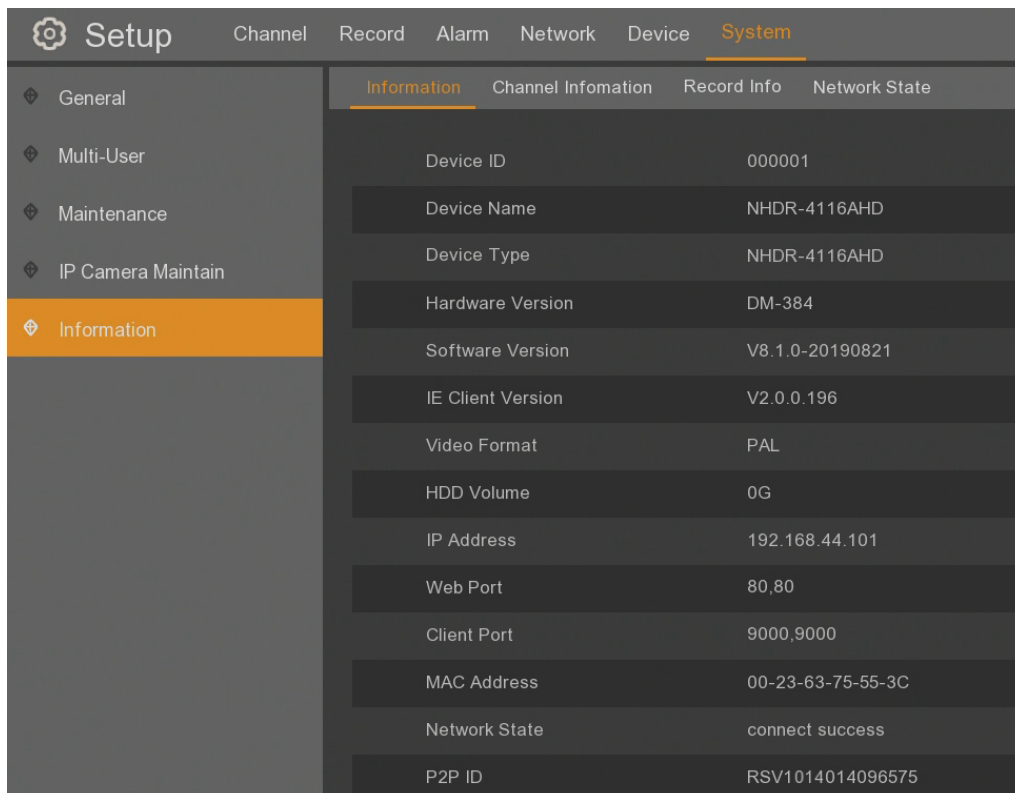 Setup Channel Record Alarm Network Device System
Information Channel Infomation Record Info Network State
General
Multi-User
Maintenance
IP Camera Maintain
Information
Device ID 000001
Device Name NHDR-4116AHD
Device Type NHDR-4116AHD
Hardware Version DM-384
Software Version V8.1.0-20190821
IE Client Version V2.0.0.196
Video Format PAL
HDD Volume 0G
IP Address 192.168.44.101
Web Port 80,80
Client Port 9000,9000
MAC Address 00-23-63-75-55-3C
Network State connect success
P2P ID RSV1014014096575